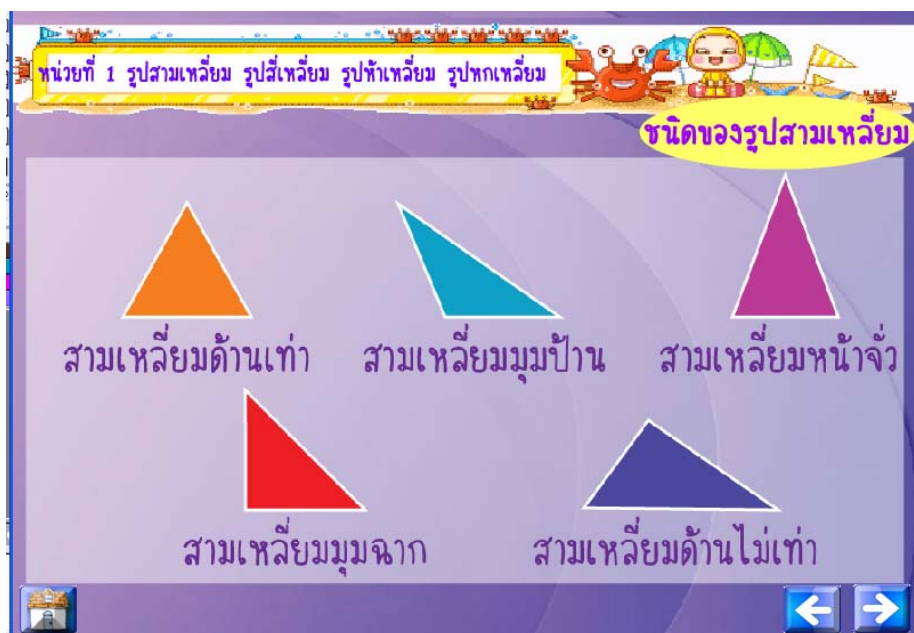 หน่วยที่ 1 รูปสามเหลี่ยม รูปสี่เหลี่ยม รูปห้าเหลี่ยม รูปหกเหลี่ยม
ชนิดของรูปสามเหลี่ยม
สามเหลี่ยมด้านเท่า
สามเหลี่ยมมุมป้าน
สามเหลี่ยมหน้าจั่ว
สามเหลี่ยมมุมฉาก
สามเหลี่ยมด้านไม่เท่า